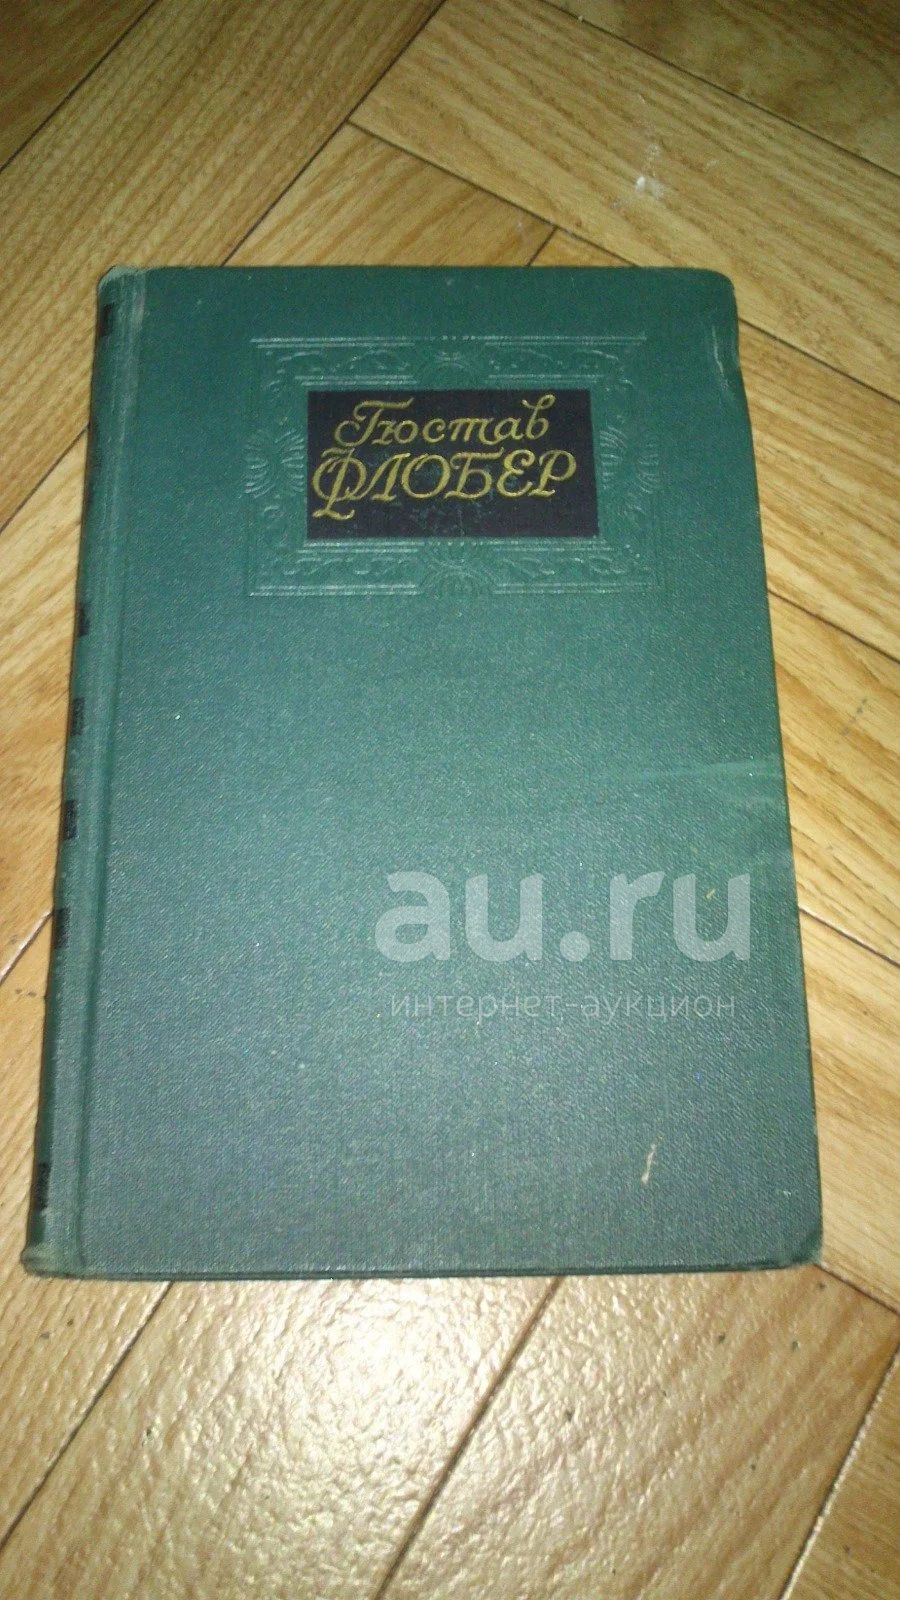 Гюстав
ФЛОБЕР
au.ru
интернет-аукцион